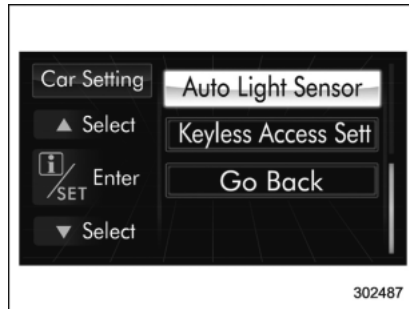 Car Setting
Auto Light Sensor
▲ Select
Keyless Access Sett
i/SET Enter
Go Back
▼ Select
302487